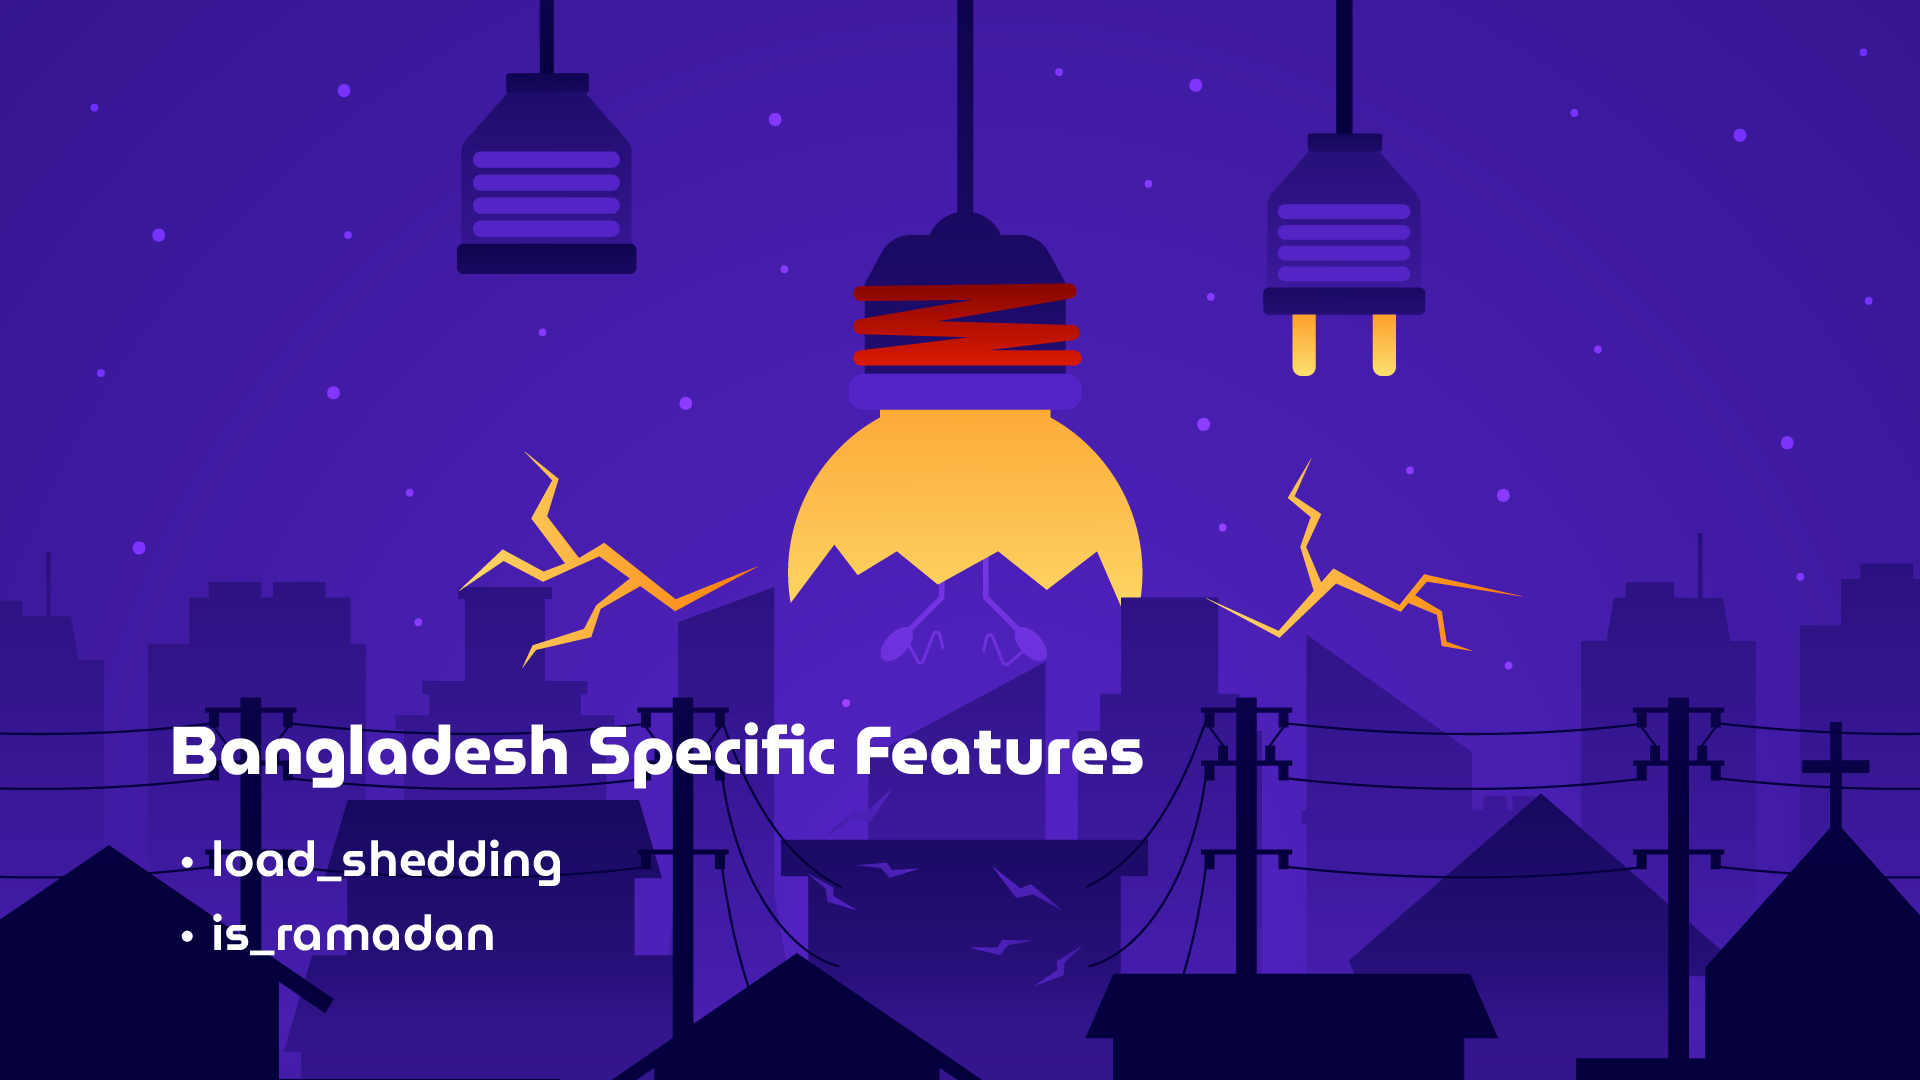 Bangladesh Specific Features
• load_shedding
• is_ramadan